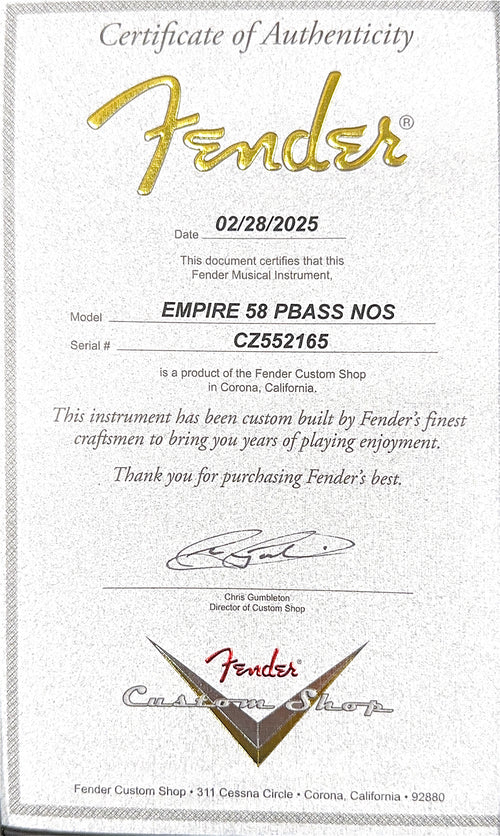 Certificate of Authenticity
Fender®
Date 02/28/2025
This document certifies that this
Fender Musical Instrument,
Model EMPIRE 58 PBASS NOS
Serial # CZ552165
is a product of the Fender Custom Shop
in Corona, California.
This instrument has been custom built by Fender's finest
craftsmen to bring you years of playing enjoyment.
Thank you for purchasing Fender's best.
Chris Gumbleton
Director of Custom Shop
Fender®
Custom Shop
Fender Custom Shop • 311 Cessna Circle • Corona, California • 92880